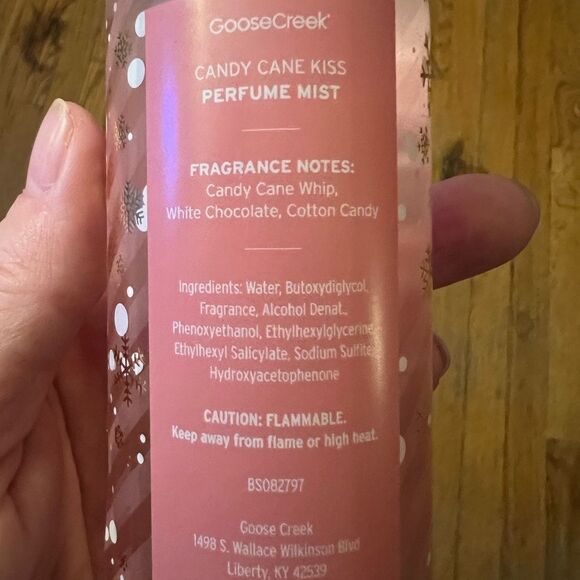 GooseCreek
CANDY CANE KISS
PERFUME MIST
FRAGRANCE NOTES:
Candy Cane Whip,
White Chocolate, Cotton Candy
Ingredients: Water, Butoxydiglycol,
Fragrance, Alcohol Denat.,
Phenoxyethanol, Ethylhexylglycerine,
Ethylhexyl Salicylate, Sodium Sulfite,
Hydroxyacetophenone
CAUTION: FLAMMABLE.
Keep away from flame or high heat.
BS082797
Goose Creek
1498 S. Wallace Wilkinson Blvd
Liberty, KY 42539